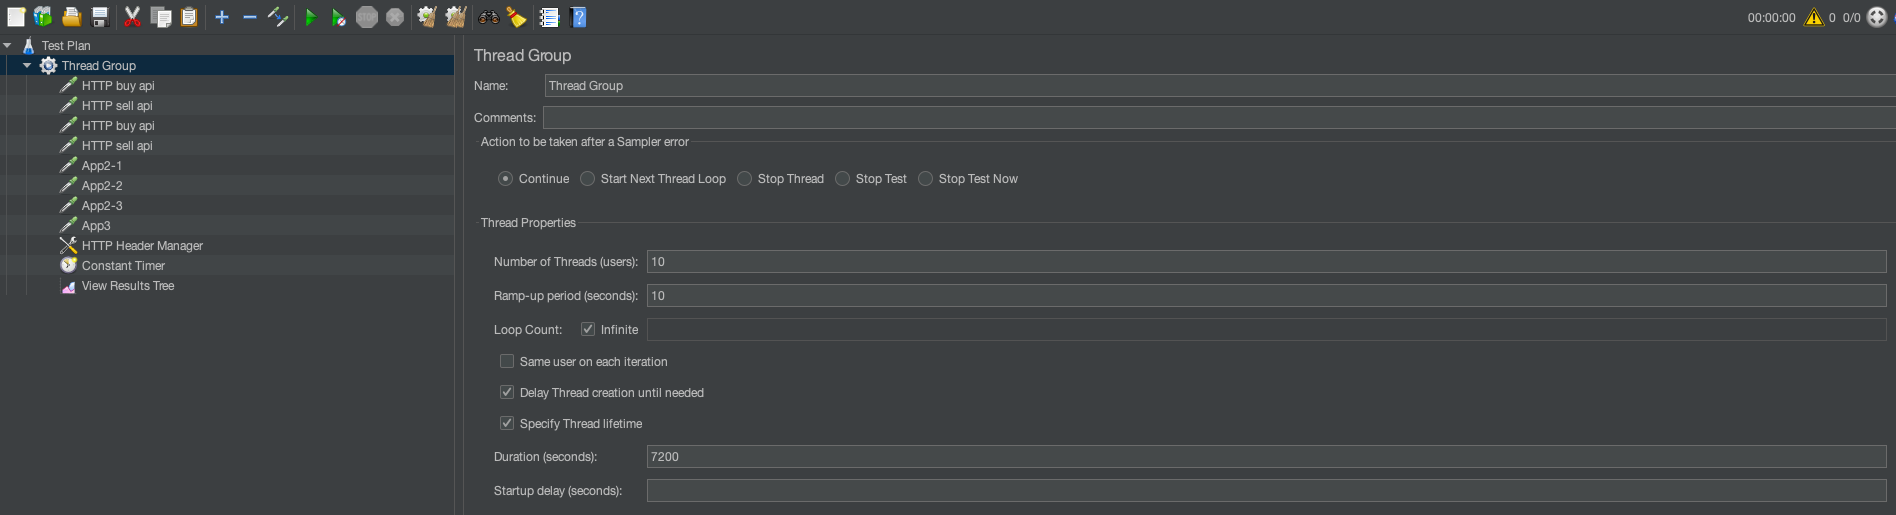 STOP
00:00:00 0 0/0
Test Plan
Thread Group
HTTP buy api
HTTP sell api
HTTP buy api
HTTP sell api
App2-1
App2-2
App2-3
App3
HTTP Header Manager
Constant Timer
View Results Tree
Thread Group
Name: Thread Group
Comments:
Action to be taken after a Sampler error
Continue Start Next Thread Loop Stop Thread Stop Test Stop Test Now
Thread Properties
Number of Threads (users): 10
Ramp-up period (seconds): 10
Loop Count: Infinite
Same user on each iteration
Delay Thread creation until needed
Specify Thread lifetime
Duration (seconds): 7200
Startup delay (seconds):